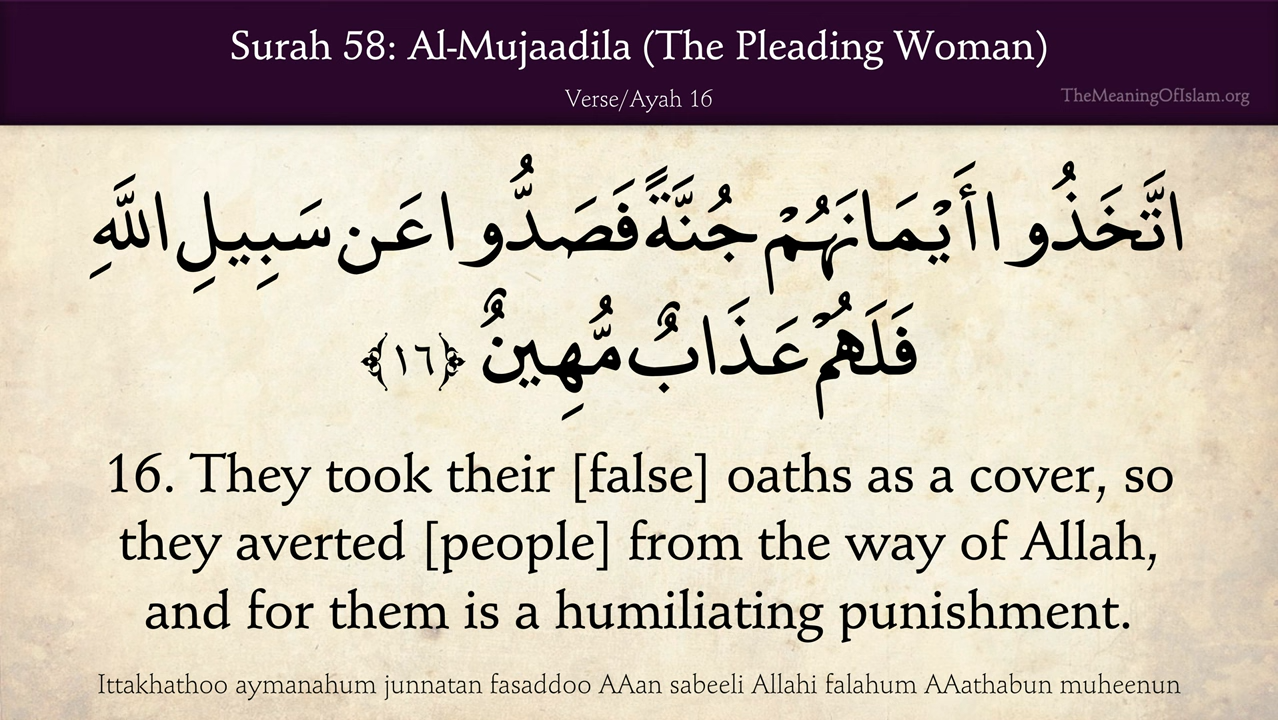 Surah 58: Al-Mujaadila (The Pleading Woman)
Verse/Ayah 16
TheMeaningOfIslam.org
اتَّخَذُوا أَيْمَانَهُمْ جُنَّةً فَصَدُّوا عَن سَبِيلِ اللَّهِ
فَلَهُمْ عَذَابٌ مُّهِينٌ ﴿١٦﴾
16. They took their [false] oaths as a cover, so
they averted [people] from the way of Allah,
and for them is a humiliating punishment.
Ittakhathoo aymanahum junnatan fasaddoo AAan sabeeli Allahi falahum AAathabun muheenun